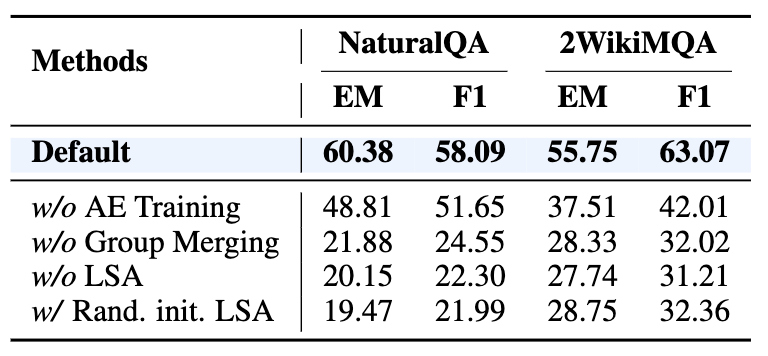 Methods NaturalQA 2WikiMQA
EM F1 EM F1
Default 60.38 58.09 55.75 63.07
w/o AE Training 48.81 51.65 37.51 42.01
w/o Group Merging 21.88 24.55 28.33 32.02
w/o LSA 20.15 22.30 27.74 31.21
w/ Rand. init. LSA 19.47 21.99 28.75 32.36